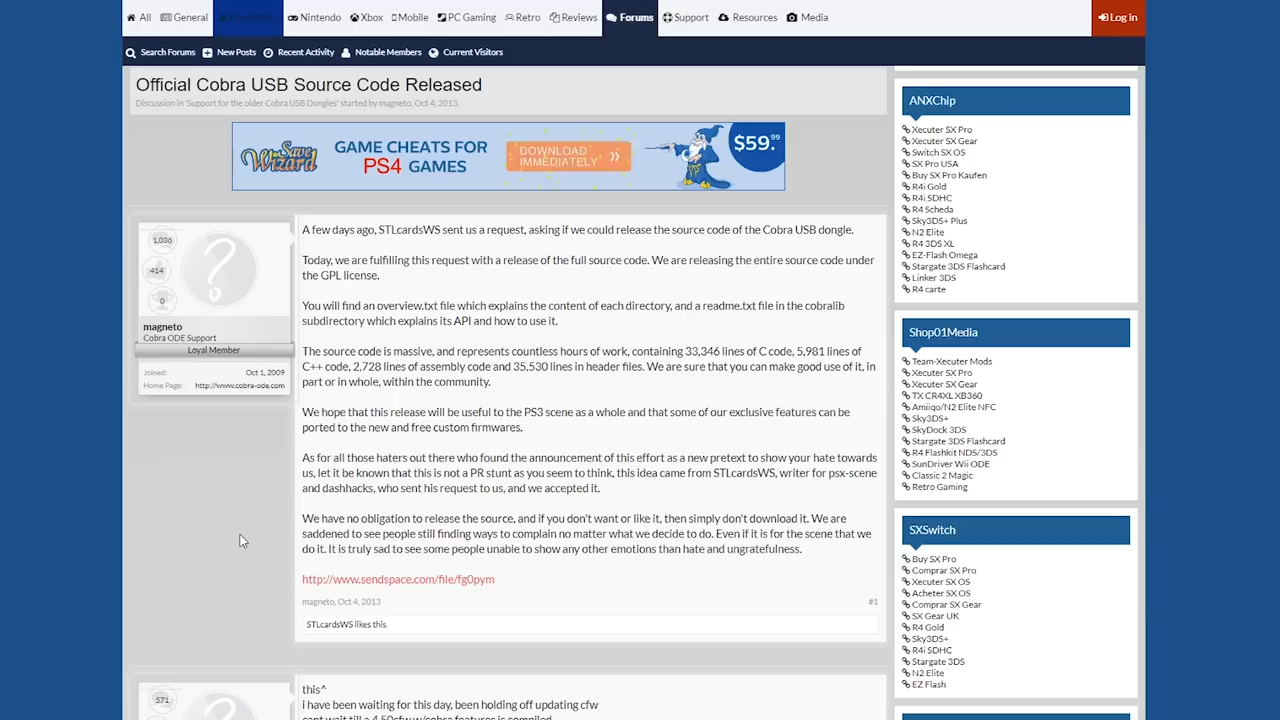 All General Nintendo Xbox Mobile PC Gaming Retro Reviews Forums Support Resources Media Log in
Search Forums New Posts Recent Activity Notable Members Current Visitors
Official Cobra USB Source Code Released
Discussion in 'Support for the older Cobra USB Dongles' started by magneto, Oct 4, 2013.
Save Wizard
GAME CHEATS FOR
PS4 GAMES
DOWNLOAD
IMMEDIATELY »
$59.99
1,036
414
0
magneto
Cobra ODE Support
Loyal Member
Joined: Oct 1, 2009
Home Page: http://www.cobra-ode.com
A few days ago, STLcardsWS sent us a request, asking if we could release the source code of the Cobra USB dongle.
Today, we are fulfilling this request with a release of the full source code. We are releasing the entire source code under
the GPL license.
You will find an overview.txt file which explains the content of each directory, and a readme.txt file in the cobralib
subdirectory which explains its API and how to use it.
The source code is massive, and represents countless hours of work, containing 33,346 lines of C code, 5,981 lines of
C++ code, 2,728 lines of assembly code and 35,530 lines in header files. We are sure that you can make good use of it, in
part or in whole, within the community.
We hope that this release will be useful to the PS3 scene as a whole and that some of our exclusive features can be
ported to the new and free custom firmwares.
As for all those haters out there who found the announcement of this effort as a new pretext to show your hate towards
us, let it be known that this is not a PR stunt as you seem to think, this idea came from STLcardsWS, writer for psx-scene
and dashhacks, who sent his request to us, and we accepted it.
We have no obligation to release the source, and if you don't want or like it, then simply don't download it. We are
saddened to see people still finding ways to complain no matter what we decide to do. Even if it is for the scene that we
do it. It is truly sad to see some people unable to show any other emotions than hate and ungratefulness.
http://www.sendspace.com/file/fg0pym
magneto, Oct 4, 2013 #1
STLcardsWS likes this.
571
this^
i have been waiting for this day, been holding off updating cfw
cant wait till a 4.50cfw w/cobra features is compiled
ANXChip
Xecuter SX Pro
Xecuter SX Gear
Switch SX OS
SX Pro USA
Buy SX Pro Kaufen
R4i Gold
R4i SDHC
R4 Scheda
Sky3DS+ Plus
N2 Elite
R4 3DS XL
EZ-Flash Omega
Stargate 3DS Flashcard
Linker 3DS
R4 carte
Shop01Media
Team-Xecuter Mods
Xecuter SX Pro
Xecuter SX Gear
TX CR4XL XB360
Amiiqo/N2 Elite NFC
Sky3DS+
SkyDock 3DS
Stargate 3DS Flashcard
R4 Flashkit NDS/3DS
SunDriver Wii ODE
Classic 2 Magic
Retro Gaming
SXSwitch
Buy SX Pro
Comprar SX Pro
Xecuter SX OS
Acheter SX OS
Comprar SX Gear
SX Gear UK
R4 Gold
Sky3DS+
R4i SDHC
Stargate 3DS
N2 Elite
EZ Flash